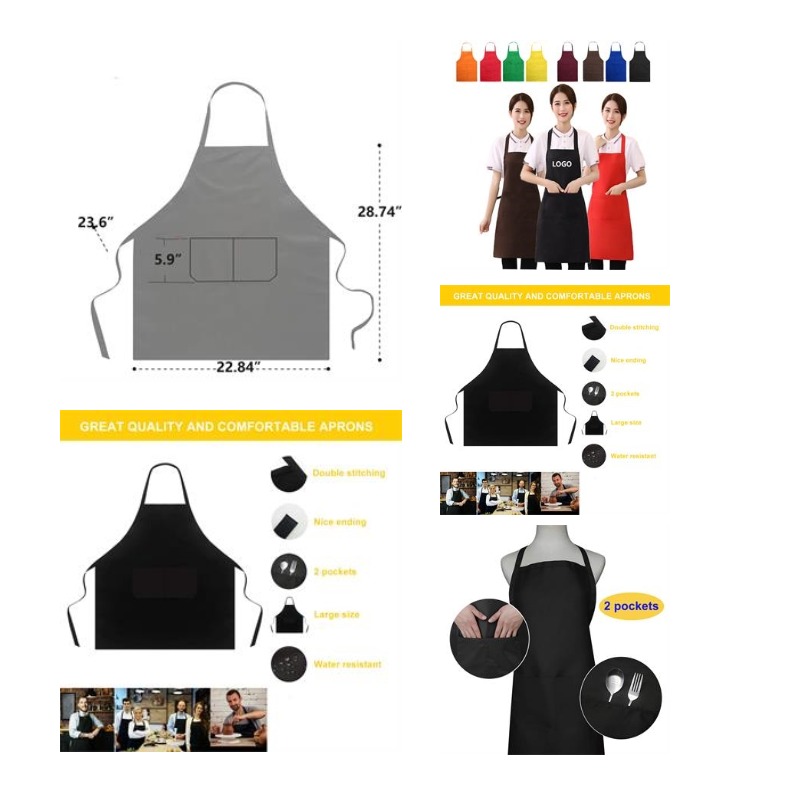 23.6”
5.9”
28.74”
22.84”
LOGO
GREAT QUALITY AND COMFORTABLE APRONS
Double stitching
Nice ending
2 pockets
Large size
Water resistant
GREAT QUALITY AND COMFORTABLE APRONS
Double stitching
Nice ending
2 pockets
Large size
Water resistant
2 pockets